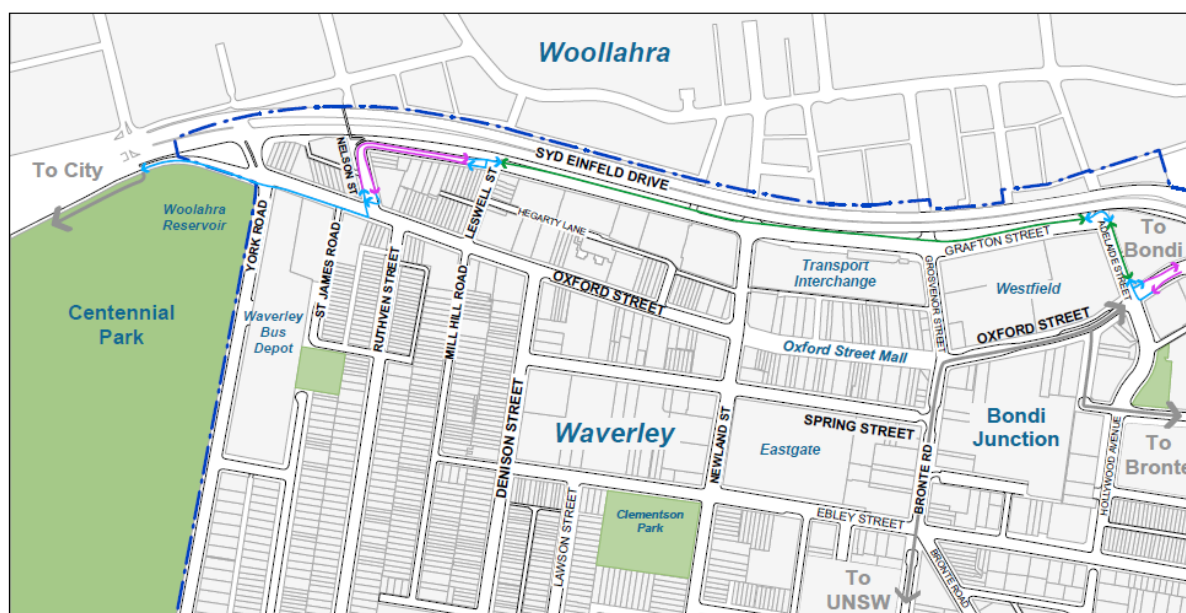 Woollahra
To City
NELSON ST
SYD EINFELD DRIVE
Woolahra
Reservoir
LESWELL ST
HEGARTY LANE
GRAFTON STREET
ADELAIDE STREET
To
Bondi
YORK ROAD
ST JAMES ROAD
RUTHVEN STREET
MILL HILL ROAD
OXFORD STREET
Transport
Interchange
GROSVENOR STREET
Westfield
Centennial
Park
Waverley
Bus
Depot
OXFORD STREET
Oxford Street Mall
DENISON STREET
Waverley
NEWLAND ST
SPRING STREET
Eastgate
BRONTE RD
Bondi
Junction
HOLLYWOOD AVENUE
To
Bronte
LAWSON STREET
Clementson
Park
EBLEY STREET
To
UNSW
BRONTE ROAD